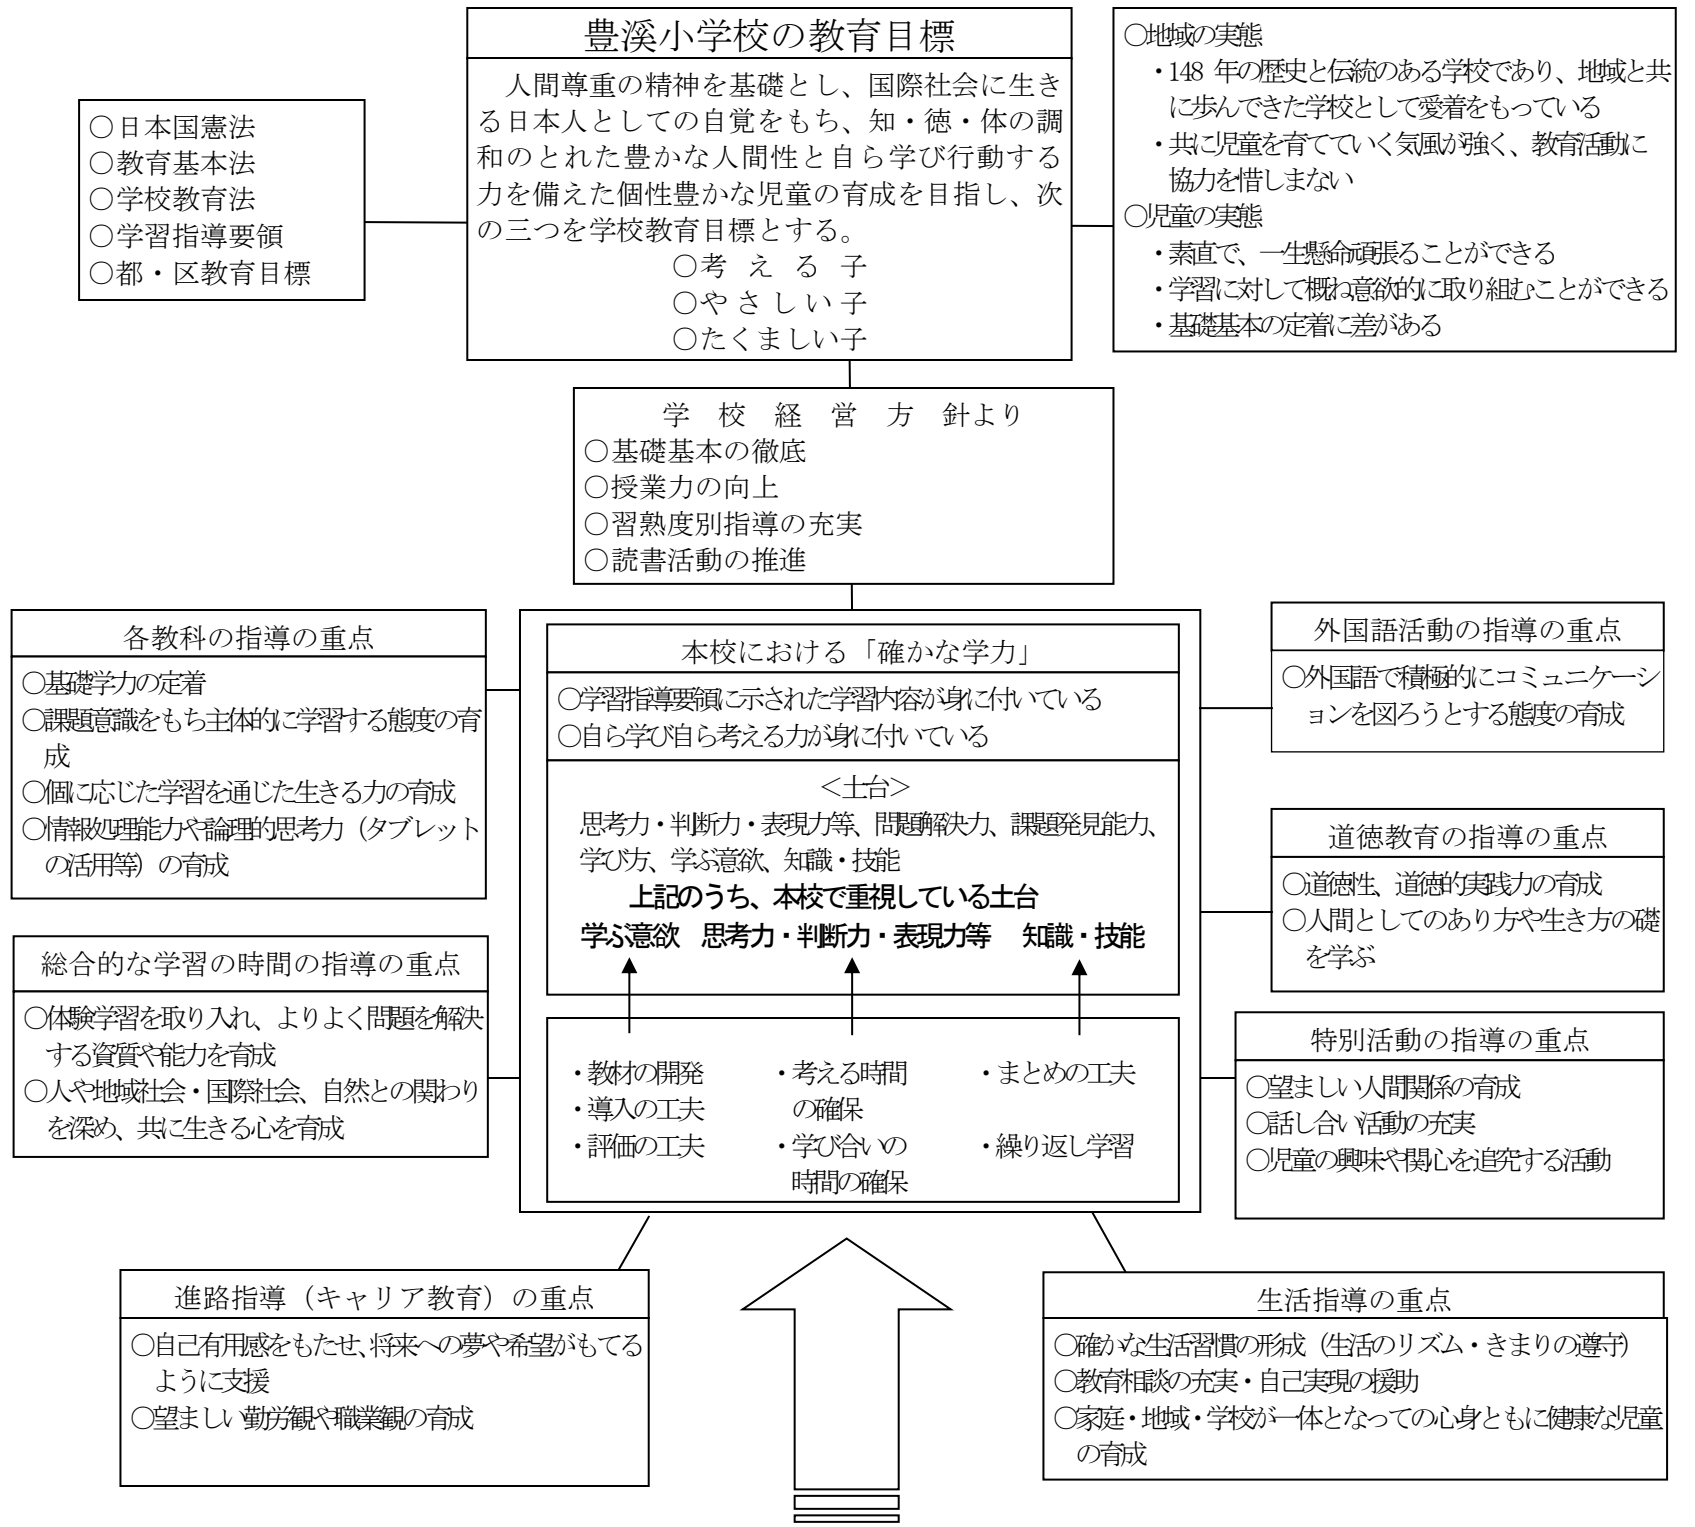 豊溪小学校の教育目標
人間尊重の精神を基礎とし、国際社会に生き
る日本人としての自覚をもち、知・徳・体の調
和のとれた豊かな人間性と自ら学び行動する
力を備えた個性豊かな児童の育成を目指し、次
の三つを学校教育目標とする。
○考 え る 子
○やさしい子
○たくましい子
○日本国憲法
○教育基本法
○学校教育法
○学習指導要領
○都・区教育目標
○地域の実態
・148 年の歴史と伝統のある学校であり、地域と共
に歩んできた学校として愛着をもっている
・共に児童を育てていく気風が強く、教育活動に
協力を惜しまない
○児童の実態
・素直で、一生懸命頑張ることができる
・学習に対して概ね意欲的に取り組むことができる
・基礎基本の定着に差がある
学 校 経 営 方 針より
○基礎基本の徹底
○授業力の向上
○習熟度別指導の充実
○読書活動の推進
各教科の指導の重点
○基礎学力の定着
○課題意識をもち主体的に学習する態度の育
成
○個に応じた学習を通じた生きる力の育成
○情報処理能力や論理的思考力（タブレット
の活用等）の育成
総合的な学習の時間の指導の重点
○体験学習を取り入れ、よりよく問題を解決
する資質や能力を育成
○人や地域社会・国際社会、自然との関わり
を深め、共に生きる心を育成
本校における「確かな学力」
○学習指導要領に示された学習内容が身に付いている
○自ら学び自ら考える力が身に付いている
＜土台＞
思考力・判断力・表現力等、問題解決力、課題発見能力、
学び方、学ぶ意欲、知識・技能
上記のうち、本校で重視している土台
学ぶ意欲 思考力・判断力・表現力等 知識・技能
・教材の開発
・導入の工夫
・評価の工夫
・考える時間
の確保
・学び合いの
時間の確保
・まとめの工夫
・繰り返し学習
外国語活動の指導の重点
○外国語で積極的にコミュニケーシ
ョンを図ろうとする態度の育成
道徳教育の指導の重点
○道徳性、道徳的実践力の育成
○人間としてのあり方や生き方の礎
を学ぶ
特別活動の指導の重点
○望ましい人間関係の育成
○話し合い活動の充実
○児童の興味や関心を追究する活動
進路指導（キャリア教育）の重点
○自己有用感をもたせ、将来への夢や希望がもてる
ように支援
○望ましい勤労観や職業観の育成
生活指導の重点
○確かな生活習慣の形成（生活のリズム・きまりの遵守）
○教育相談の充実・自己実現の援助
○家庭・地域・学校が一体となっての心身ともに健康な児童
の育成